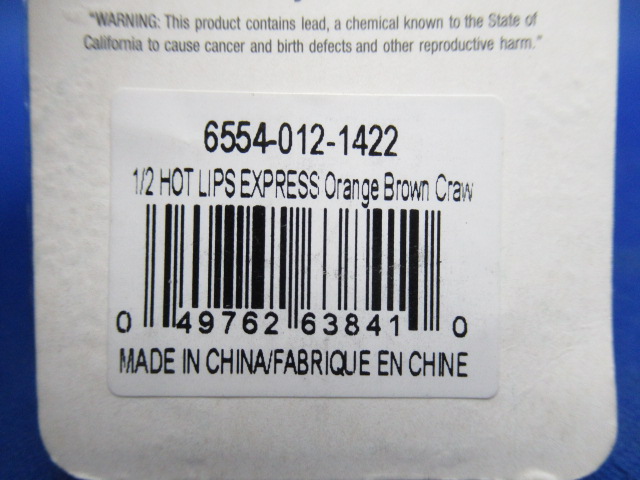 "WARNING: This product contains lead, a chemical known to the State of
California to cause cancer and birth defects and other reproductive harm."
6554-012-1422
1/2 HOT LIPS EXPRESS Orange Brown Craw
0 49762 63841 0
MADE IN CHINA/FABRIQUE EN CHINE